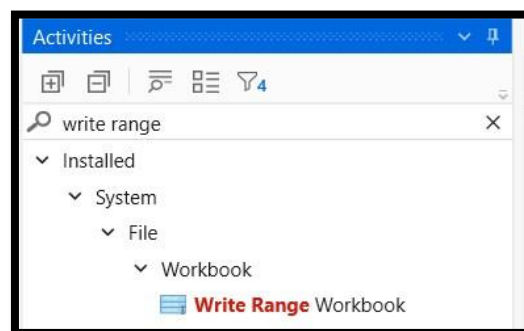 Activities
4
write range
Installed
System
File
Workbook
Write Range Workbook